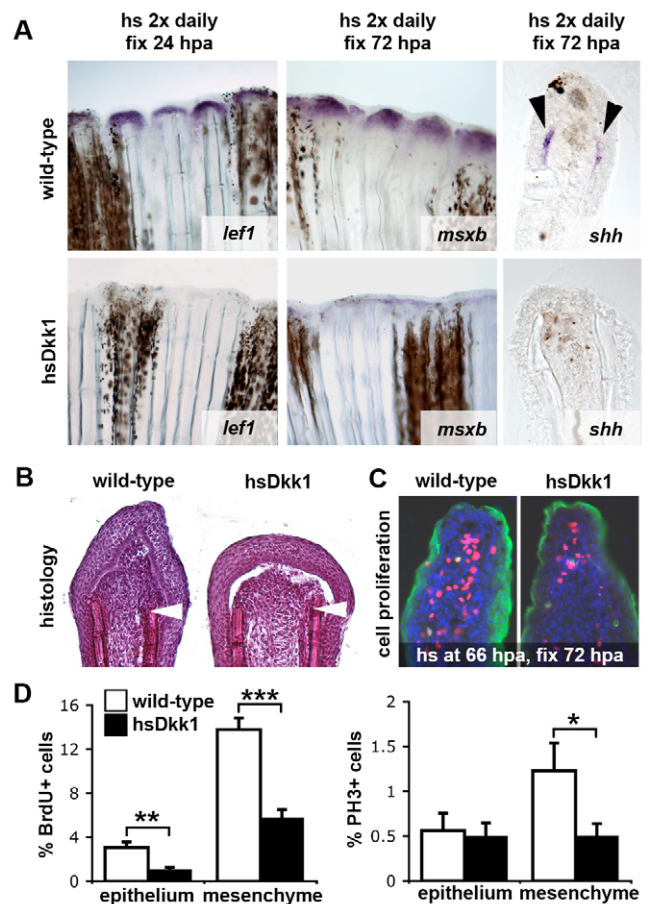 A
hs 2x daily
fix 24 hpa
hs 2x daily
fix 72 hpa
hs 2x daily
fix 72 hpa
wild-type
lef1
msxb
shh
hsDkk1
lef1
msxb
shh
B
wild-type
hsDkk1
histology
C
wild-type
hsDkk1
cell proliferation
hs at 66 hpa, fix 72 hpa
D
wild-type
hsDkk1
% BrdU+ cells
16
12
8
4
0
**
***
epithelium
mesenchyme
% PH3+ cells
2
1.5
1
0.5
0
*
epithelium
mesenchyme